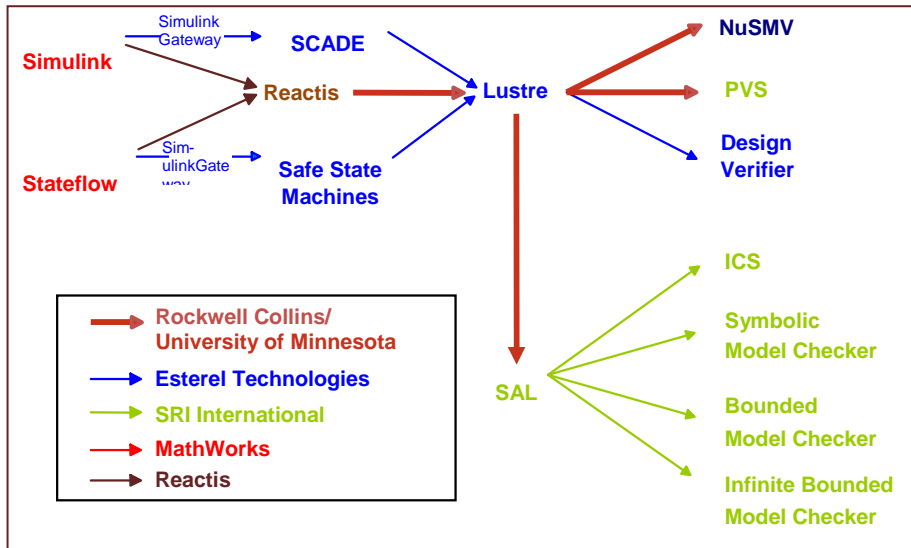 Simulink
Gateway
SCADE
NuSMV
Simulink
Reactis
Lustre
PVS
Sim-
ulinkGate
way
Stateflow
Safe State
Machines
Design
Verifier
ICS
Symbolic
Model Checker
SAL
Bounded
Model Checker
Infinite Bounded
Model Checker
Rockwell Collins/
University of Minnesota
Esterel Technologies
SRI International
MathWorks
Reactis